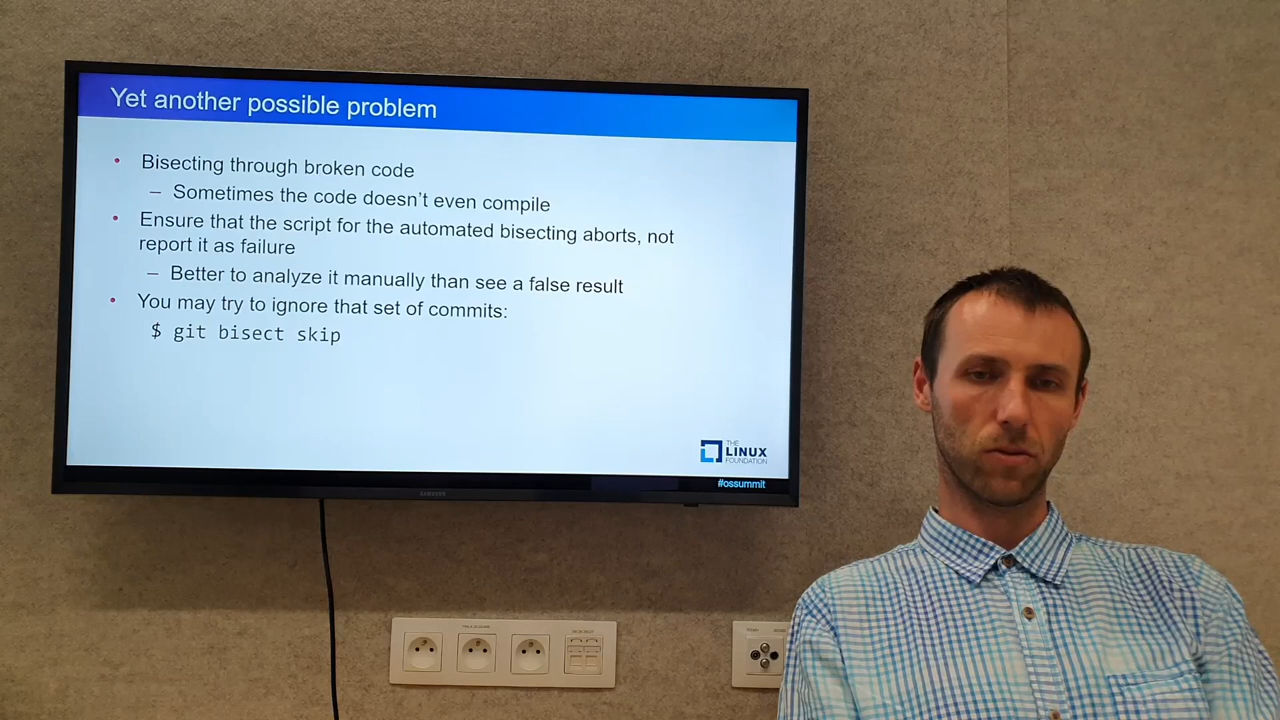 Yet another possible problem
• Bisecting through broken code
– Sometimes the code doesn't even compile
• Ensure that the script for the automated bisecting aborts, not
report it as failure
– Better to analyze it manually than see a false result
• You may try to ignore that set of commits:
$ git bisect skip
THE
LINUX
FOUNDATION
#ossummit
SAMSUNG